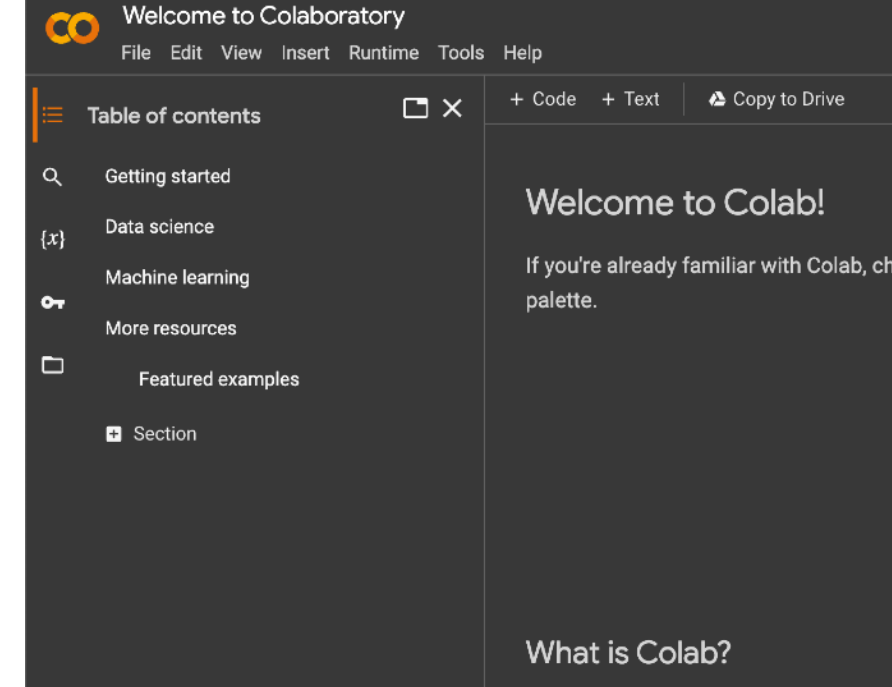 Welcome to Colaboratory
File Edit View Insert Runtime Tools Help
Table of contents
+ Code + Text Copy to Drive
Getting started
Data science
{x}
Machine learning
More resources
Featured examples
Section
Welcome to Colab!
If you're already familiar with Colab, ch
palette.
What is Colab?